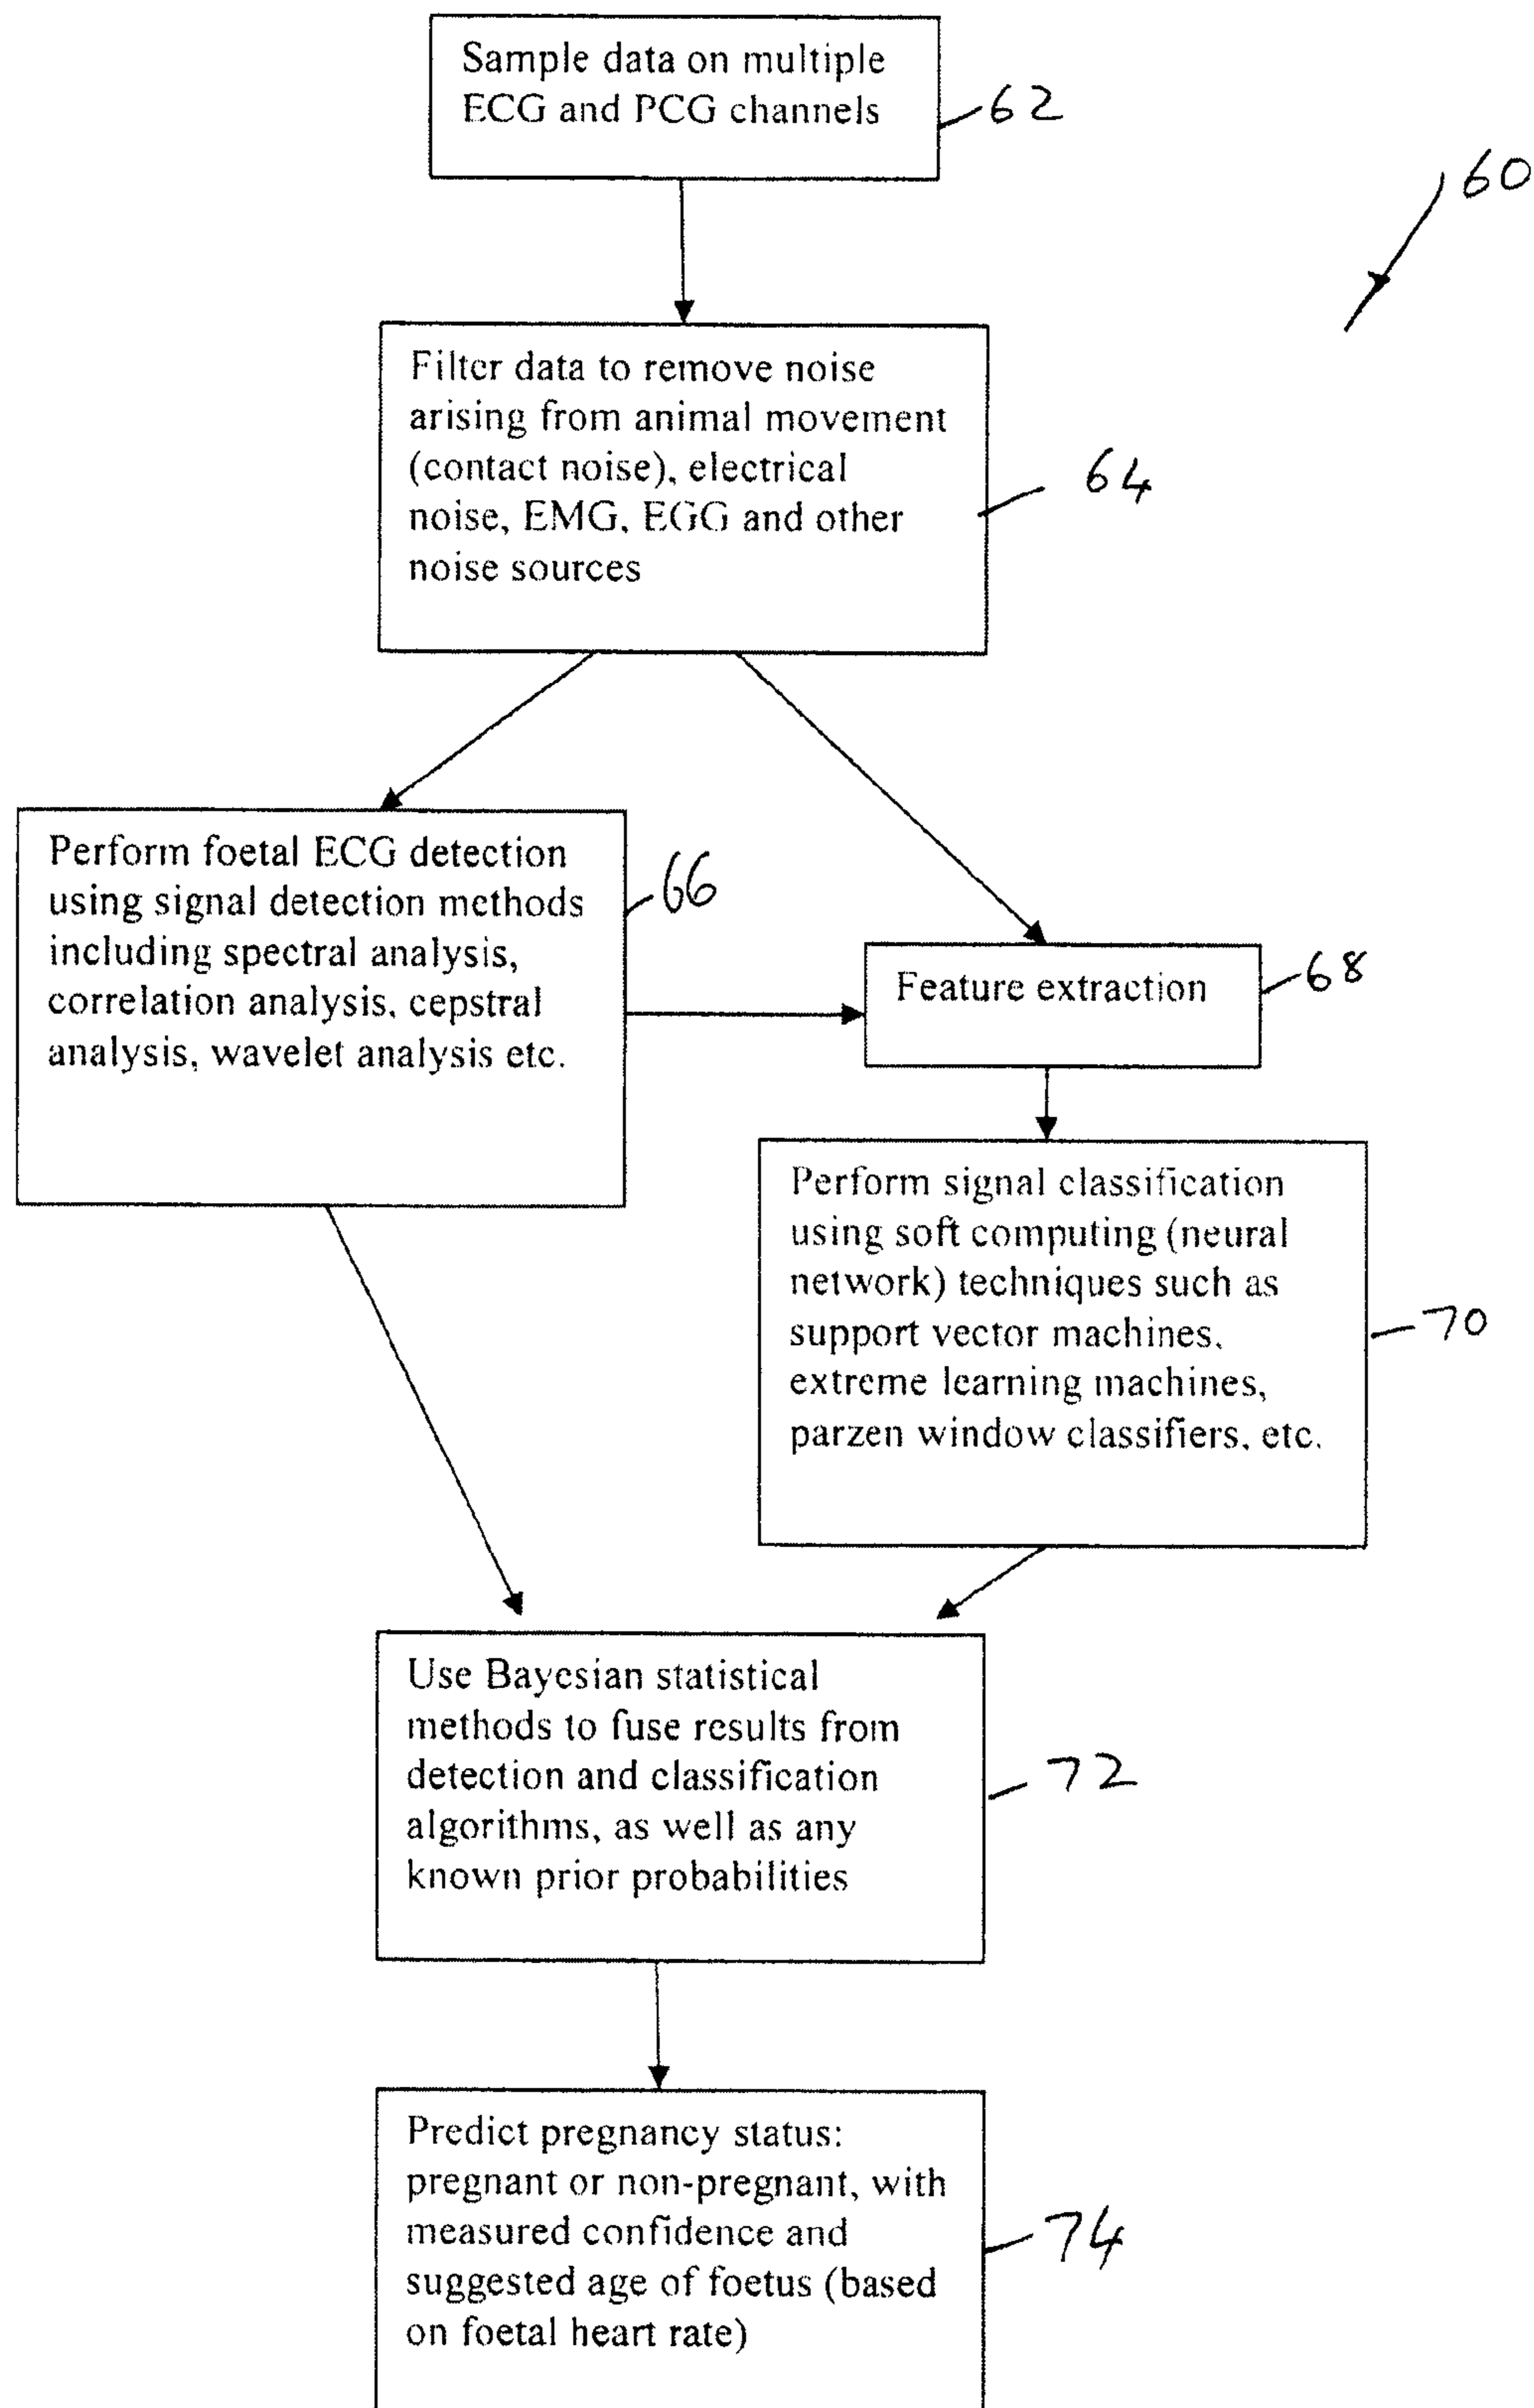 Sample data on multiple
ECG and PCG channels
62
60
Filter data to remove noise
arising from animal movement
(contact noise), electrical
noise, EMG, EGG and other
noise sources
64
Perform foetal ECG detection
using signal detection methods
including spectral analysis,
correlation analysis, cepstral
analysis, wavelet analysis etc.
66
Feature extraction
68
Perform signal classification
using soft computing (neural
network) techniques such as
support vector machines,
extreme learning machines,
parzen window classifiers, etc.
70
Use Bayesian statistical
methods to fuse results from
detection and classification
algorithms, as well as any
known prior probabilities
72
Predict pregnancy status:
pregnant or non-pregnant, with
measured confidence and
suggested age of foetus (based
on foetal heart rate)
74